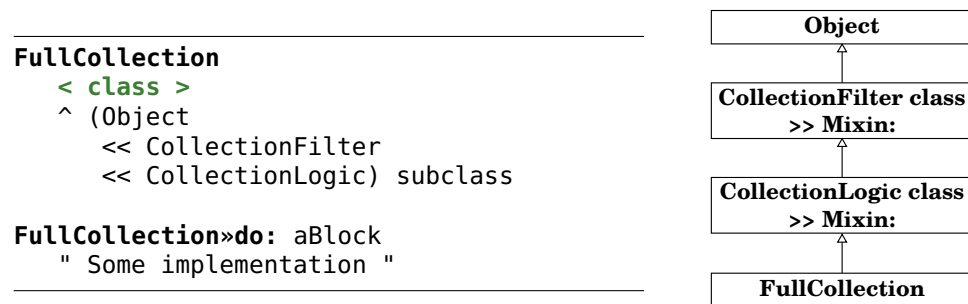 FullCollection
< class >
^ (Object
<< CollectionFilter
<< CollectionLogic) subclass
FullCollection»do: aBlock
" Some implementation "
Object
CollectionFilter class
>> Mixin:
CollectionLogic class
>> Mixin:
FullCollection